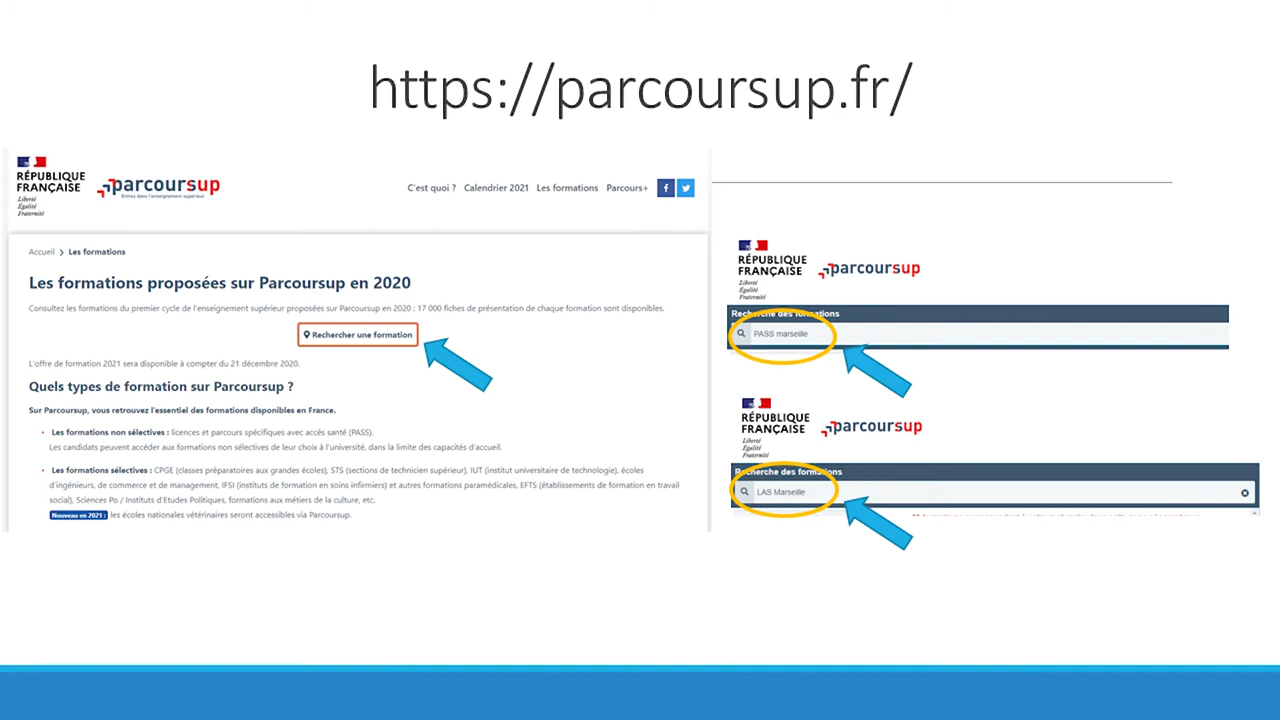 https://parcoursup.fr/
RÉPUBLIQUE
FRANÇAISE
Liberté
Égalité
Fraternité
parcoursup
Entrez dans l'enseignement supérieur
C'est quoi ? Calendrier 2021 Les formations Parcours+
Accueil > Les formations
Les formations proposées sur Parcoursup en 2020
Consultez les formations du premier cycle de l'enseignement supérieur proposées sur Parcoursup en 2020 : 17 000 fiches de présentation de chaque formation sont disponibles.
Rechercher une formation
L'offre de formation 2021 sera disponible à compter du 21 décembre 2020.
Quels types de formation sur Parcoursup ?
Sur Parcoursup, vous retrouvez l'essentiel des formations disponibles en France.
• Les formations non sélectives : licences et parcours spécifiques avec accès santé (PASS).
Les candidats peuvent accéder aux formations non sélectives de leur choix à l'université, dans la limite des capacités d'accueil.
• Les formations sélectives : CPGE (classes préparatoires aux grandes écoles), STS (sections de technicien supérieur), IUT (institut universitaire de technologie), écoles
d'ingénieurs, de commerce et de management, IFSI (instituts de formation en soins infirmiers) et autres formations paramédicales, EFTS (établissements de formation en travail
social), Sciences Po / Instituts d'Etudes Politiques, formations aux métiers de la culture, etc.
Nouveau en 2021 : les écoles nationales vétérinaires seront accessibles via Parcoursup.
RÉPUBLIQUE
FRANÇAISE
Liberté
Égalité
Fraternité
parcoursup
Recherche des formations
PASS marseille
RÉPUBLIQUE
FRANÇAISE
Liberté
Égalité
Fraternité
parcoursup
Recherche des formations
LAS Marseille